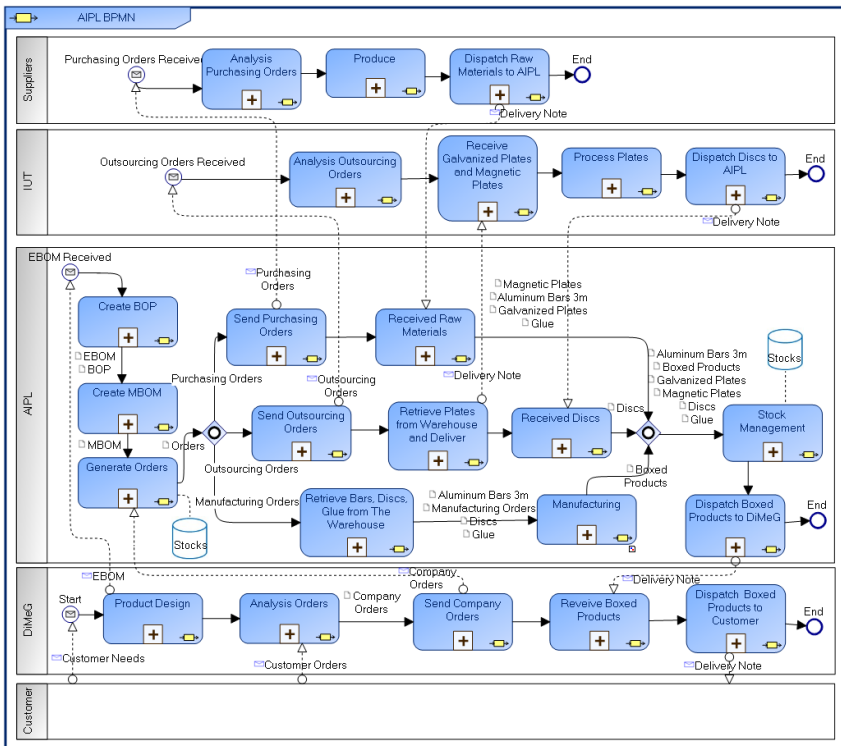 AIPL BPMN
Suppliers
Purchasing Orders Received
Analysis
Purchasing Orders
Produce
Dispatch Raw
Materials to AIPL
End
Delivery Note
IUT
Outsourcing Orders Received
Analysis Outsourcing
Orders
Receive
Galvanized Plates
and Magnetic
Plates
Process Plates
Dispatch Discs to
AIPL
End
Delivery Note
AIPL
EBOM Received
Create BOP
EBOM
BOP
Create MBOM
MBOM
Generate Orders
Orders
Stocks
Purchasing
Orders
Send Purchasing
Orders
Received Raw
Materials
Magnetic Plates
Aluminum Bars 3m
Galvanized Plates
Glue
Purchasing Orders
Outsourcing
Orders
Delivery Note
Send Outsourcing
Orders
Retrieve Plates
from Warehouse
and Deliver
Received Discs
Discs
Outsourcing Orders
Manufacturing Orders
Retrieve Bars, Discs,
Glue from The
Warehouse
Aluminum Bars 3m
Manufacturing Orders
Discs
Glue
Manufacturing
Boxed
Products
Aluminum Bars 3m
Boxed Products
Galvanized Plates
Magnetic Plates
Discs
Glue
Stocks
Stock
Management
Dispatch Boxed
Products to DiMeG
End
DiMeG
Start
EBOM
Product Design
Analysis Orders
Company
Orders
Company
Orders
Send Company
Orders
Delivery Note
Reveive Boxed
Products
Dispatch Boxed
Products to
Customer
End
Customer Needs
Customer Orders
Delivery Note
Customer